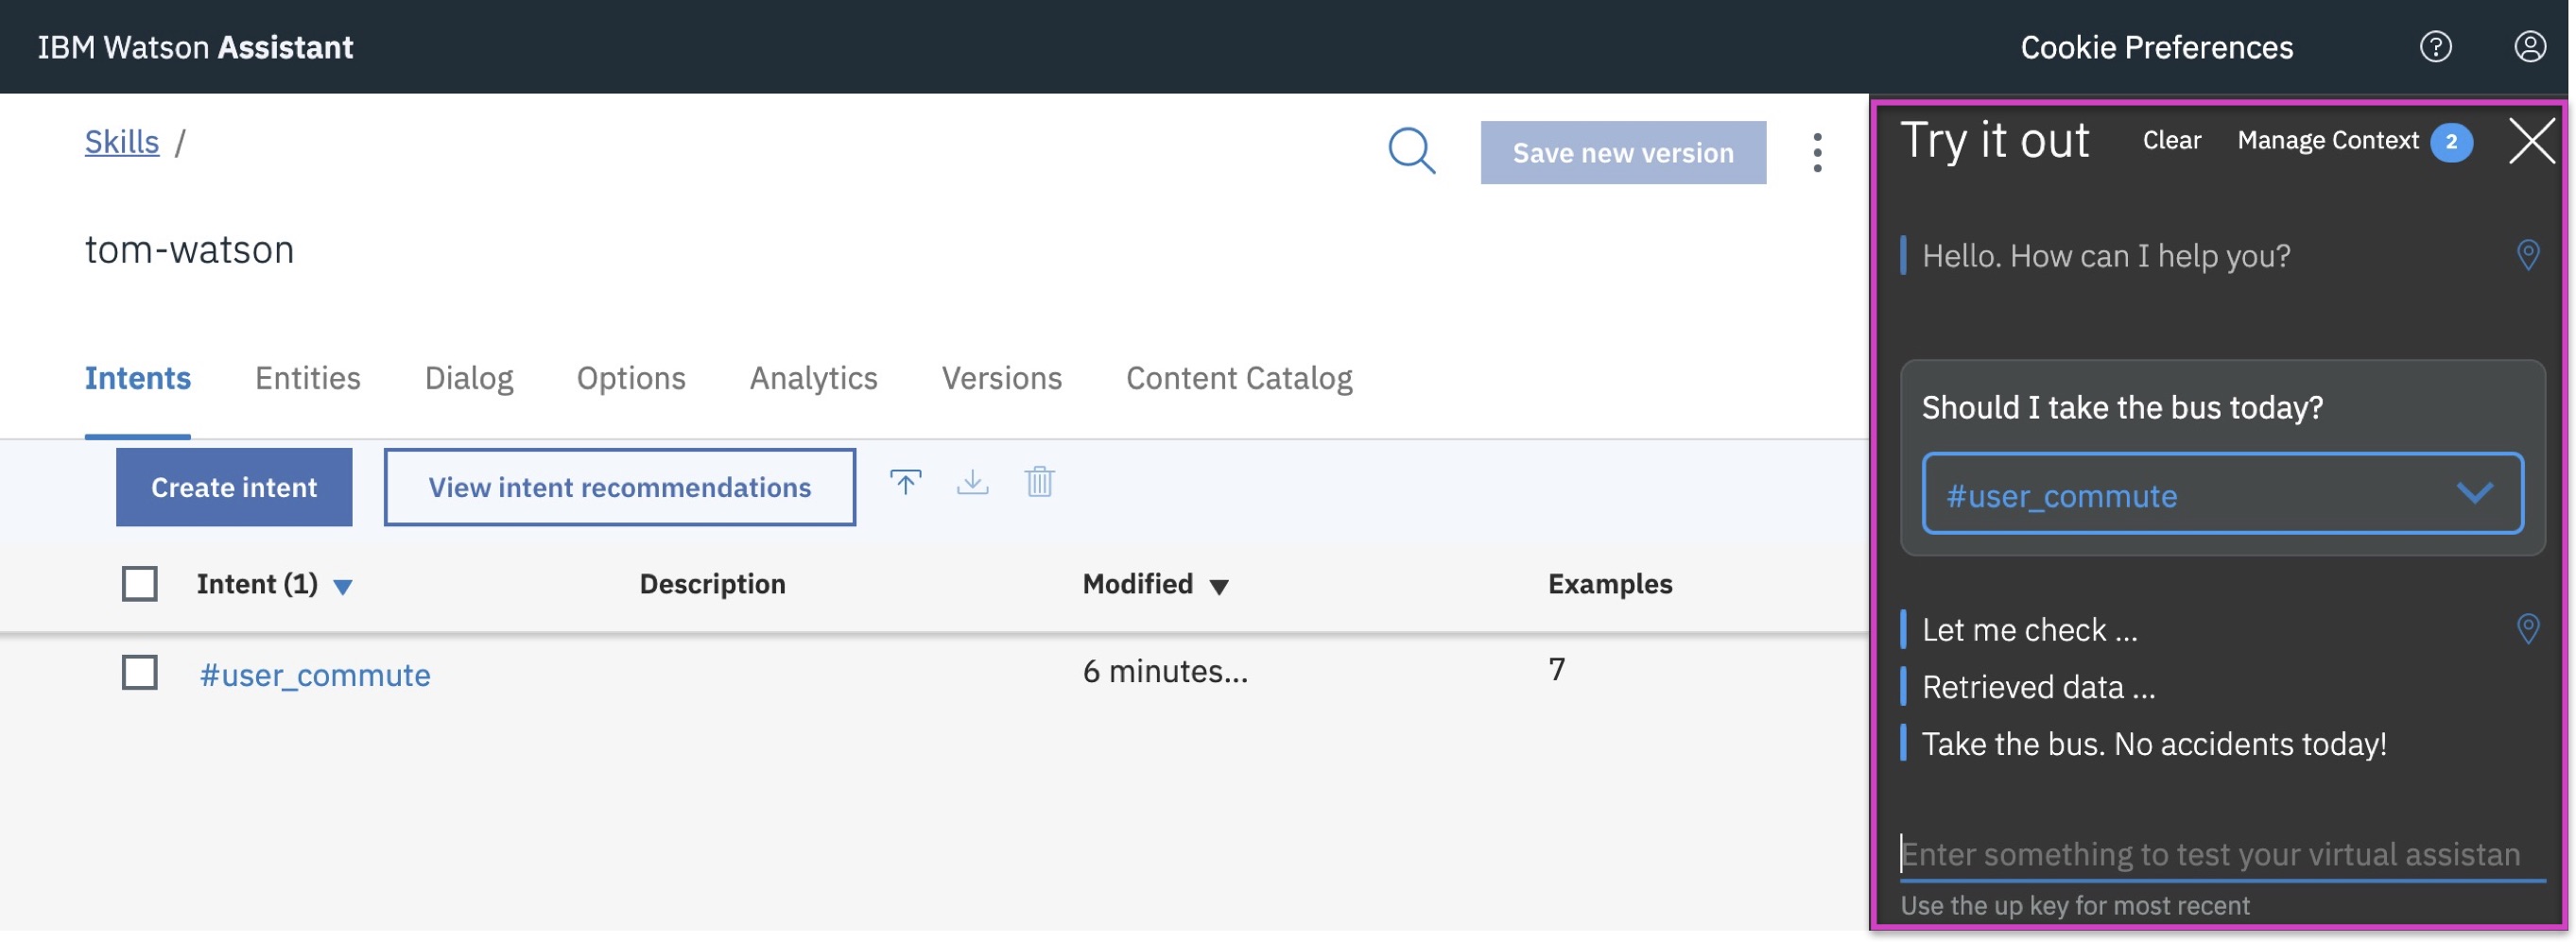 IBM Watson Assistant
Cookie Preferences
Skills /
Save new version
tom-watson
Intents Entities Dialog Options Analytics Versions Content Catalog
Create intent
View intent recommendations
Intent (1) Description Modified Examples
#user_commute 6 minutes... 7
Try it out Clear Manage Context 2
Hello. How can I help you?
Should I take the bus today?
#user_commute
Let me check ...
Retrieved data ...
Take the bus. No accidents today!
Enter something to test your virtual assistan
Use the up key for most recent